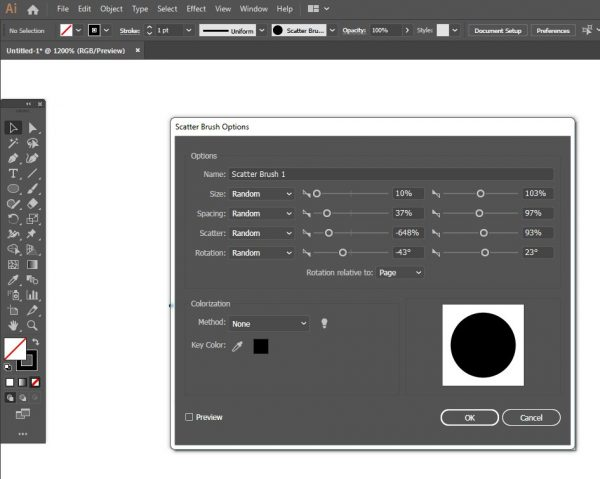 Ai File Edit Object Type Select Effect View Window Help
No Selection Stroke: 1 pt Uniform Scatter Bru... Opacity: 100% Style: Document Setup Preferences
Untitled-1* @ 1200% (RGB/Preview) ×
Scatter Brush Options
Options
Name: Scatter Brush 1
Size: Random 10% 103%
Spacing: Random 37% 97%
Scatter: Random -648% 93%
Rotation: Random -43° 23°
Rotation relative to: Page
Colorization
Method: None
Key Color:
Preview OK Cancel